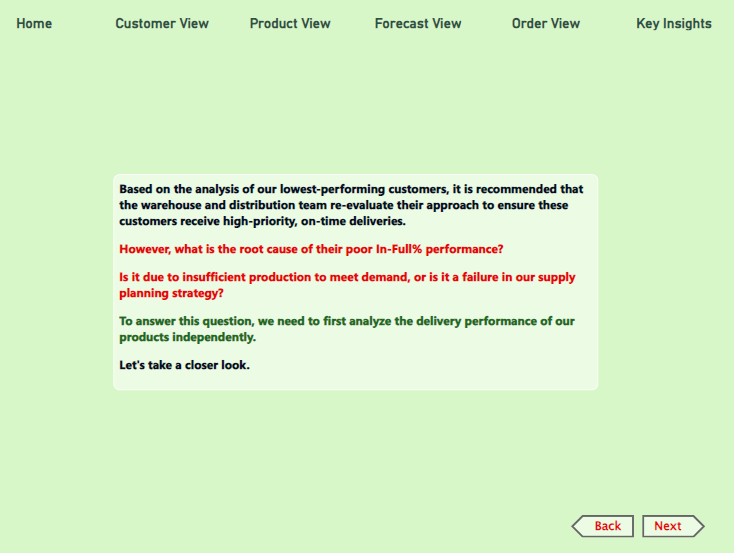 Home Customer View Product View Forecast View Order View Key Insights
Based on the analysis of our lowest-performing customers, it is recommended that
the warehouse and distribution team re-evaluate their approach to ensure these
customers receive high-priority, on-time deliveries.
However, what is the root cause of their poor In-Full% performance?
Is it due to insufficient production to meet demand, or is it a failure in our supply
planning strategy?
To answer this question, we need to first analyze the delivery performance of our
products independently.
Let's take a closer look.
Back Next